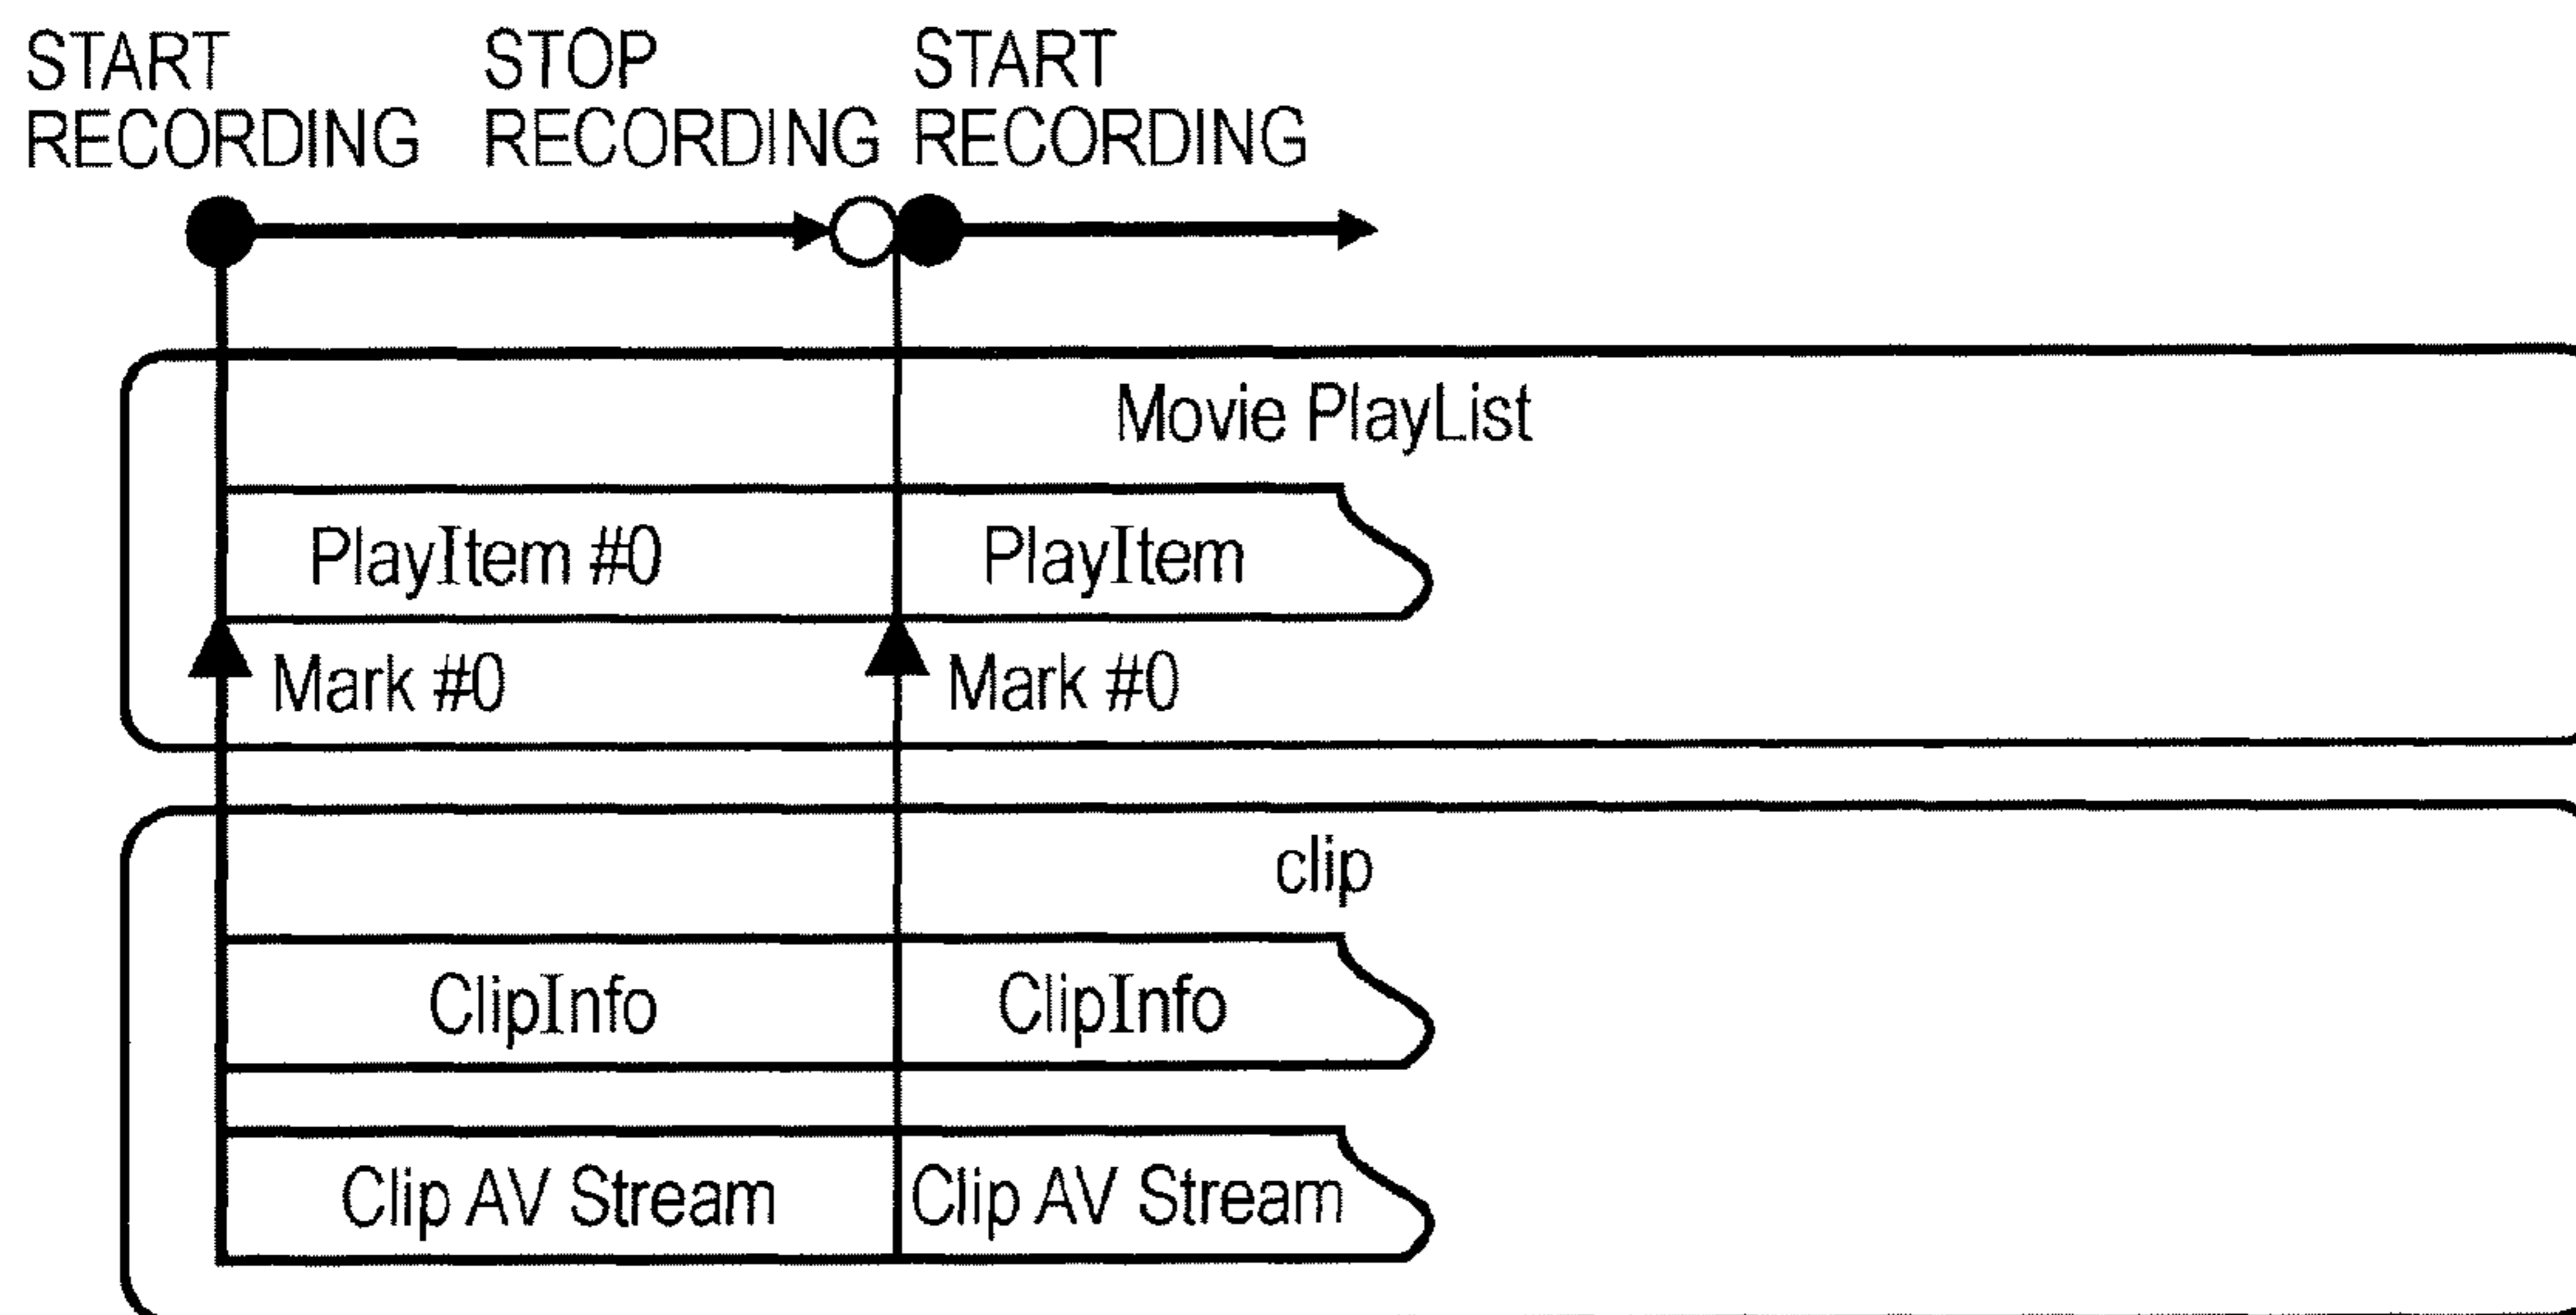 START
RECORDING
STOP
RECORDING
START
RECORDING
Movie PlayList
PlayItem #0
PlayItem
Mark #0
Mark #0
clip
ClipInfo
ClipInfo
Clip AV Stream
Clip AV Stream